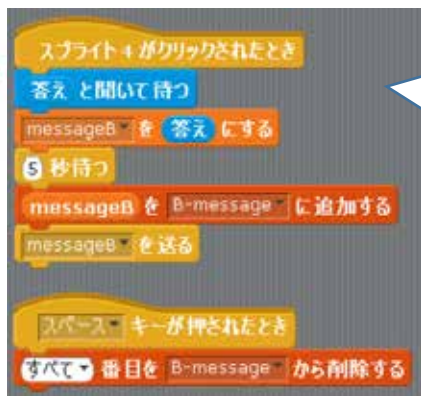 スプライト4 がクリックされたとき
答え と聞いて待つ
messageB を 答え にする
5 秒待つ
messageB を B-message に追加する
messageB を送る
スペース キーが押されたとき
すべて 番目を B-message から削除する